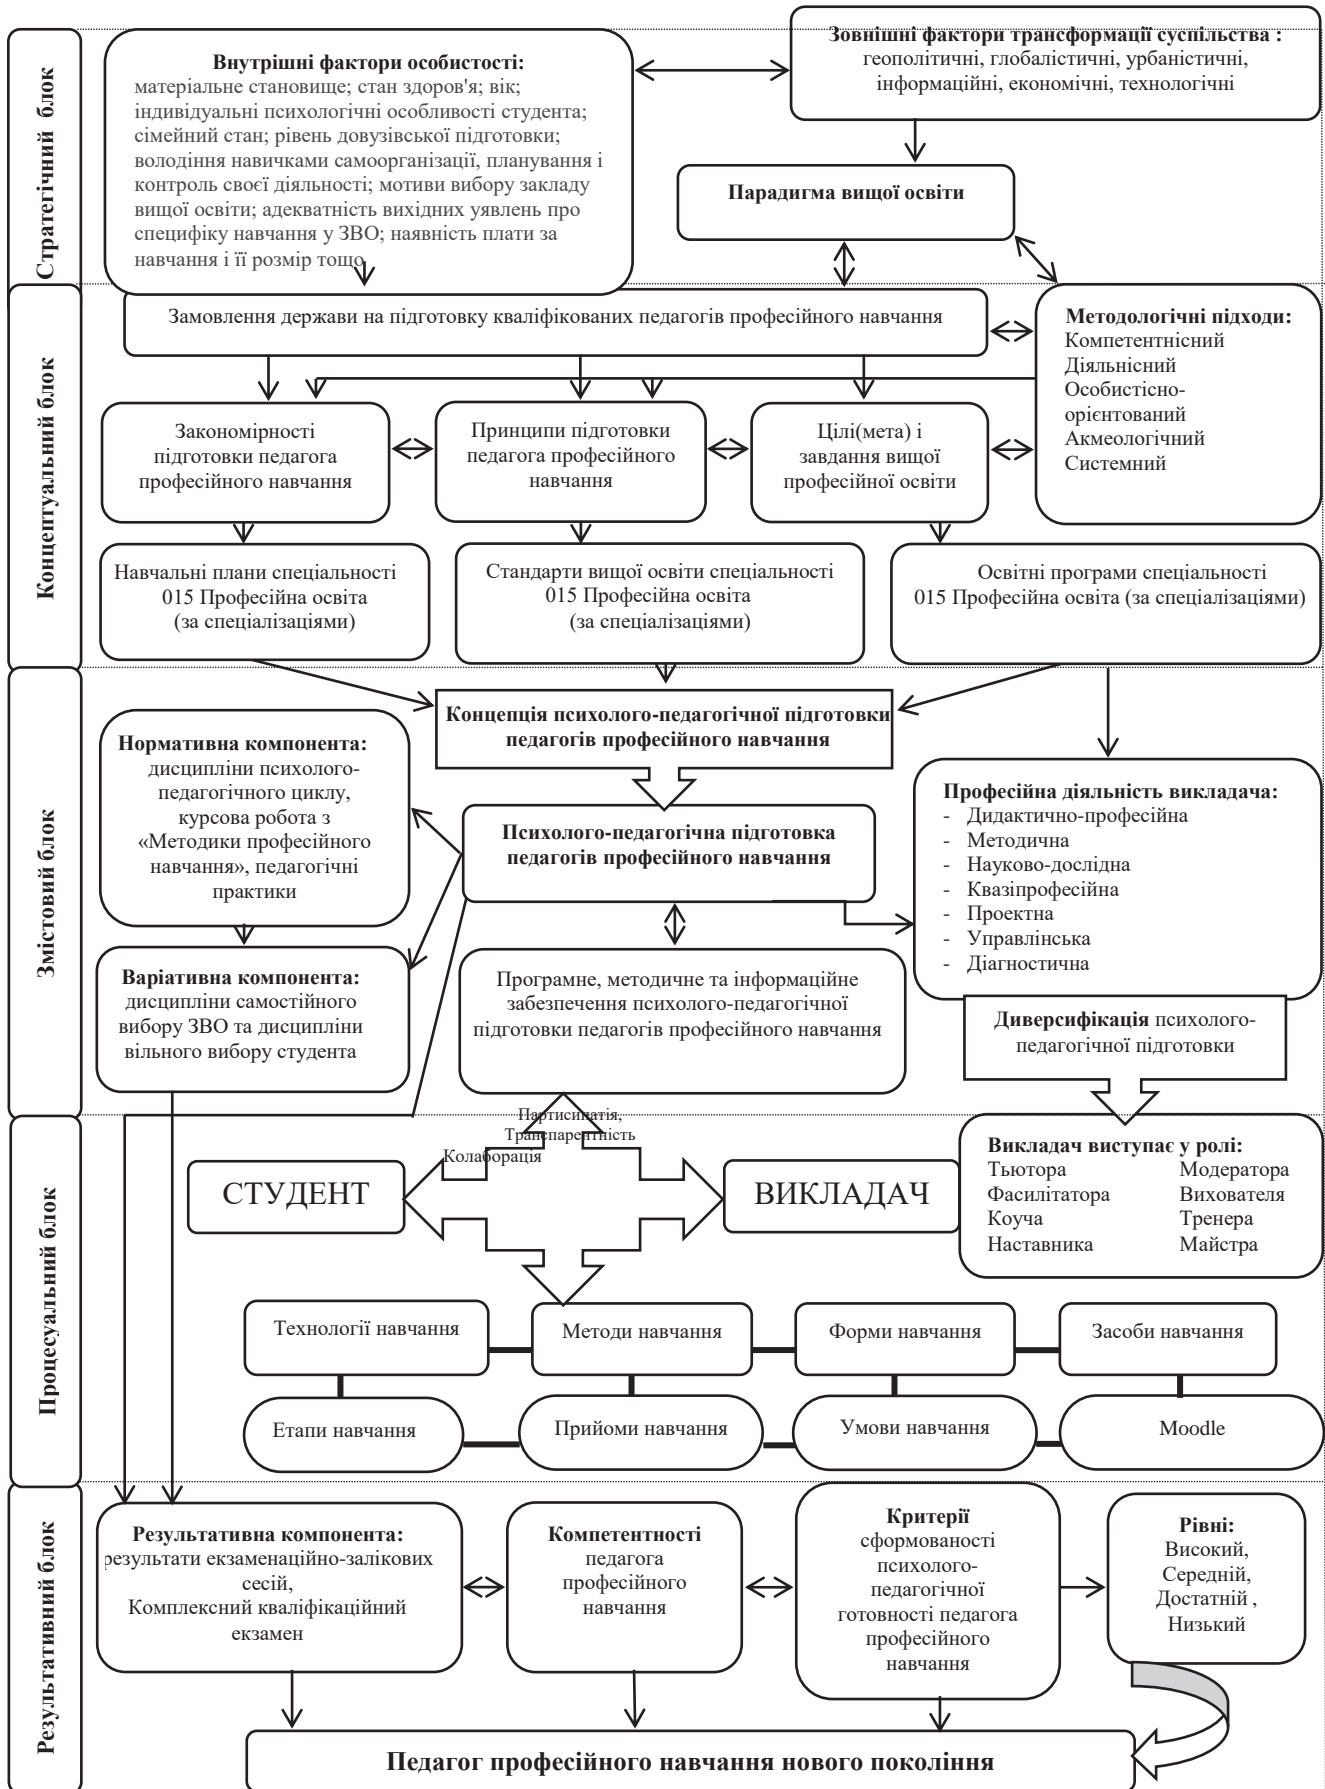 Стратегічний блок
Внутрішні фактори особистості:
матеріальне становище; стан здоров'я; вік;
індивідуальні психологічні особливості студента;
сімейний стан; рівень довузівської підготовки;
володіння навичками самоорганізації, планування і
контроль своєї діяльності; мотиви вибору закладу
вищої освіти; адекватність вихідних уявлень про
специфіку навчання у ЗВО; наявність плати за
навчання і її розмір тощо
Зовнішні фактори трансформації суспільства :
геополітичні, глобалістичні, урбаністичні,
інформаційні, економічні, технологічні
Парадигма вищої освіти
Концептуальний блок
Замовлення держави на підготовку кваліфікованих педагогів професійного навчання
Методологічні підходи:
Компетентнісний
Діяльнісний
Особистісно-
орієнтований
Акмеологічний
Системний
Закономірності
підготовки педагога
професійного навчання
Принципи підготовки
педагога професійного
навчання
Цілі(мета) і
завдання вищої
професійної освіти
Навчальні плани спеціальності
015 Професійна освіта
(за спеціалізаціями)
Стандарти вищої освіти спеціальності
015 Професійна освіта
(за спеціалізаціями)
Освітні програми спеціальності
015 Професійна освіта (за спеціалізаціями)
Змістовий блок
Концепція психолого-педагогічної підготовки
педагогів професійного навчання
Нормативна компонента:
дисципліни психолого-
педагогічного циклу,
курсова робота з
«Методики професійного
навчання», педагогічні
практики
Психолого-педагогічна підготовка
педагогів професійного навчання
Професійна діяльність викладача:
- Дидактично-професійна
- Методична
- Науково-дослідна
- Квазіпрофесійна
- Проектна
- Управлінська
- Діагностична
Варіативна компонента:
дисципліни самостійного
вибору ЗВО та дисципліни
вільного вибору студента
Програмне, методичне та інформаційне
забезпечення психолого-педагогічної
підготовки педагогів професійного навчання
Диверсифікація психолого-
педагогічної підготовки
Процесуальний блок
Партисипатія,
Транспарентність
Колаборація
СТУДЕНТ
ВИКЛАДАЧ
Викладач виступає у ролі:
Тьютора Модератора
Фасилітатора Вихователя
Коуча Тренера
Наставника Майстра
Технології навчання
Методи навчання
Форми навчання
Засоби навчання
Етапи навчання
Прийоми навчання
Умови навчання
Moodle
Результативний блок
Результативна компонента:
результати екзаменаційно-залікових
сесій,
Комплексний кваліфікаційний
екзамен
Компетентності
педагога
професійного
навчання
Критерії
сформованості
психолого-
педагогічної
готовності педагога
професійного
навчання
Рівні:
Високий,
Середній,
Достатній ,
Низький
Педагог професійного навчання нового покоління